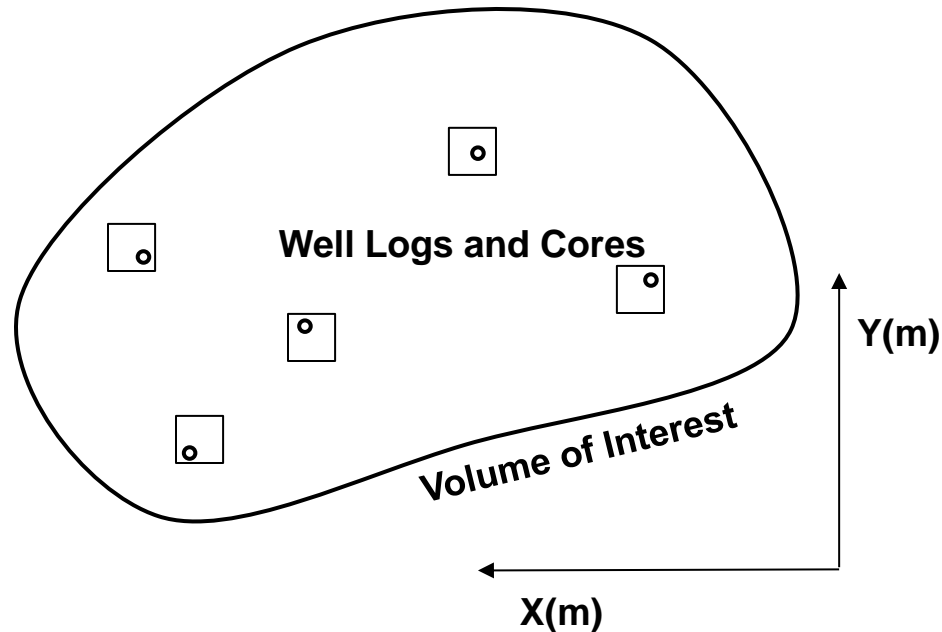 Well Logs and Cores
Y(m)
Volume of Interest
X(m)